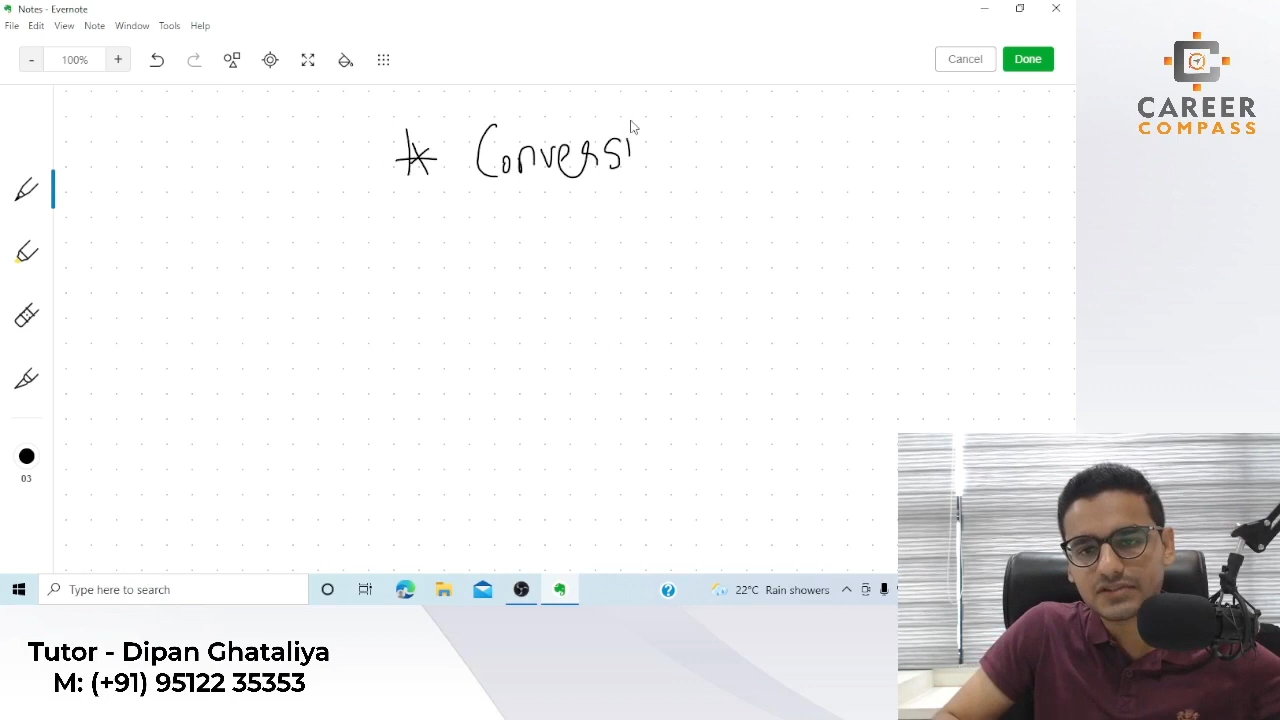 Notes - Evernote
File Edit View Note Window Tools Help
- 100% +
Cancel Done
CAREER
COMPASS
* Conversi
03
Type here to search
22°C Rain showers
Tutor - Dipan Ghataliya
M: (+91) 95122 35353